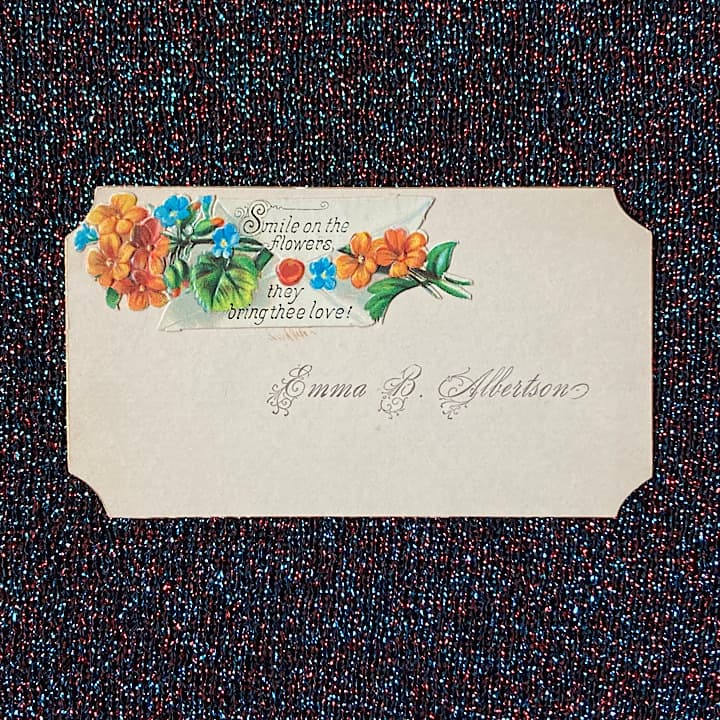 Smile on the
flowers,
they
bring thee love!
Emma B. Albertson